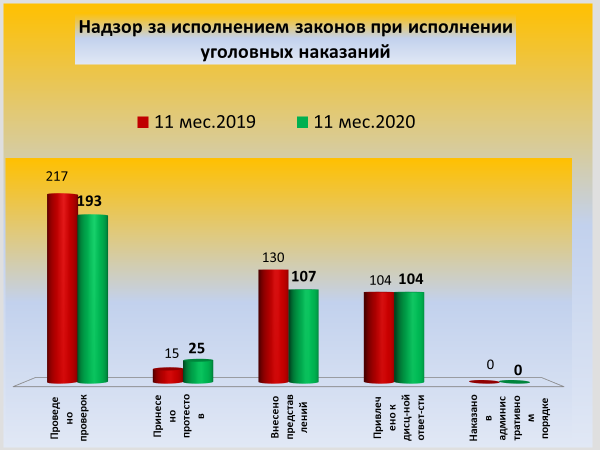 Надзор за исполнением законов при исполнении
уголовных наказаний
11 мес.2019
11 мес.2020
217
193
15
25
130
107
104
104
0
0
Проведе
но
проверок
Принесе
но
протесто
в
Внесено
представ
лений
Привлеч
ено к
дисц-ной
ответ-сти
Наказано
в
админис
тративно
м
порядке